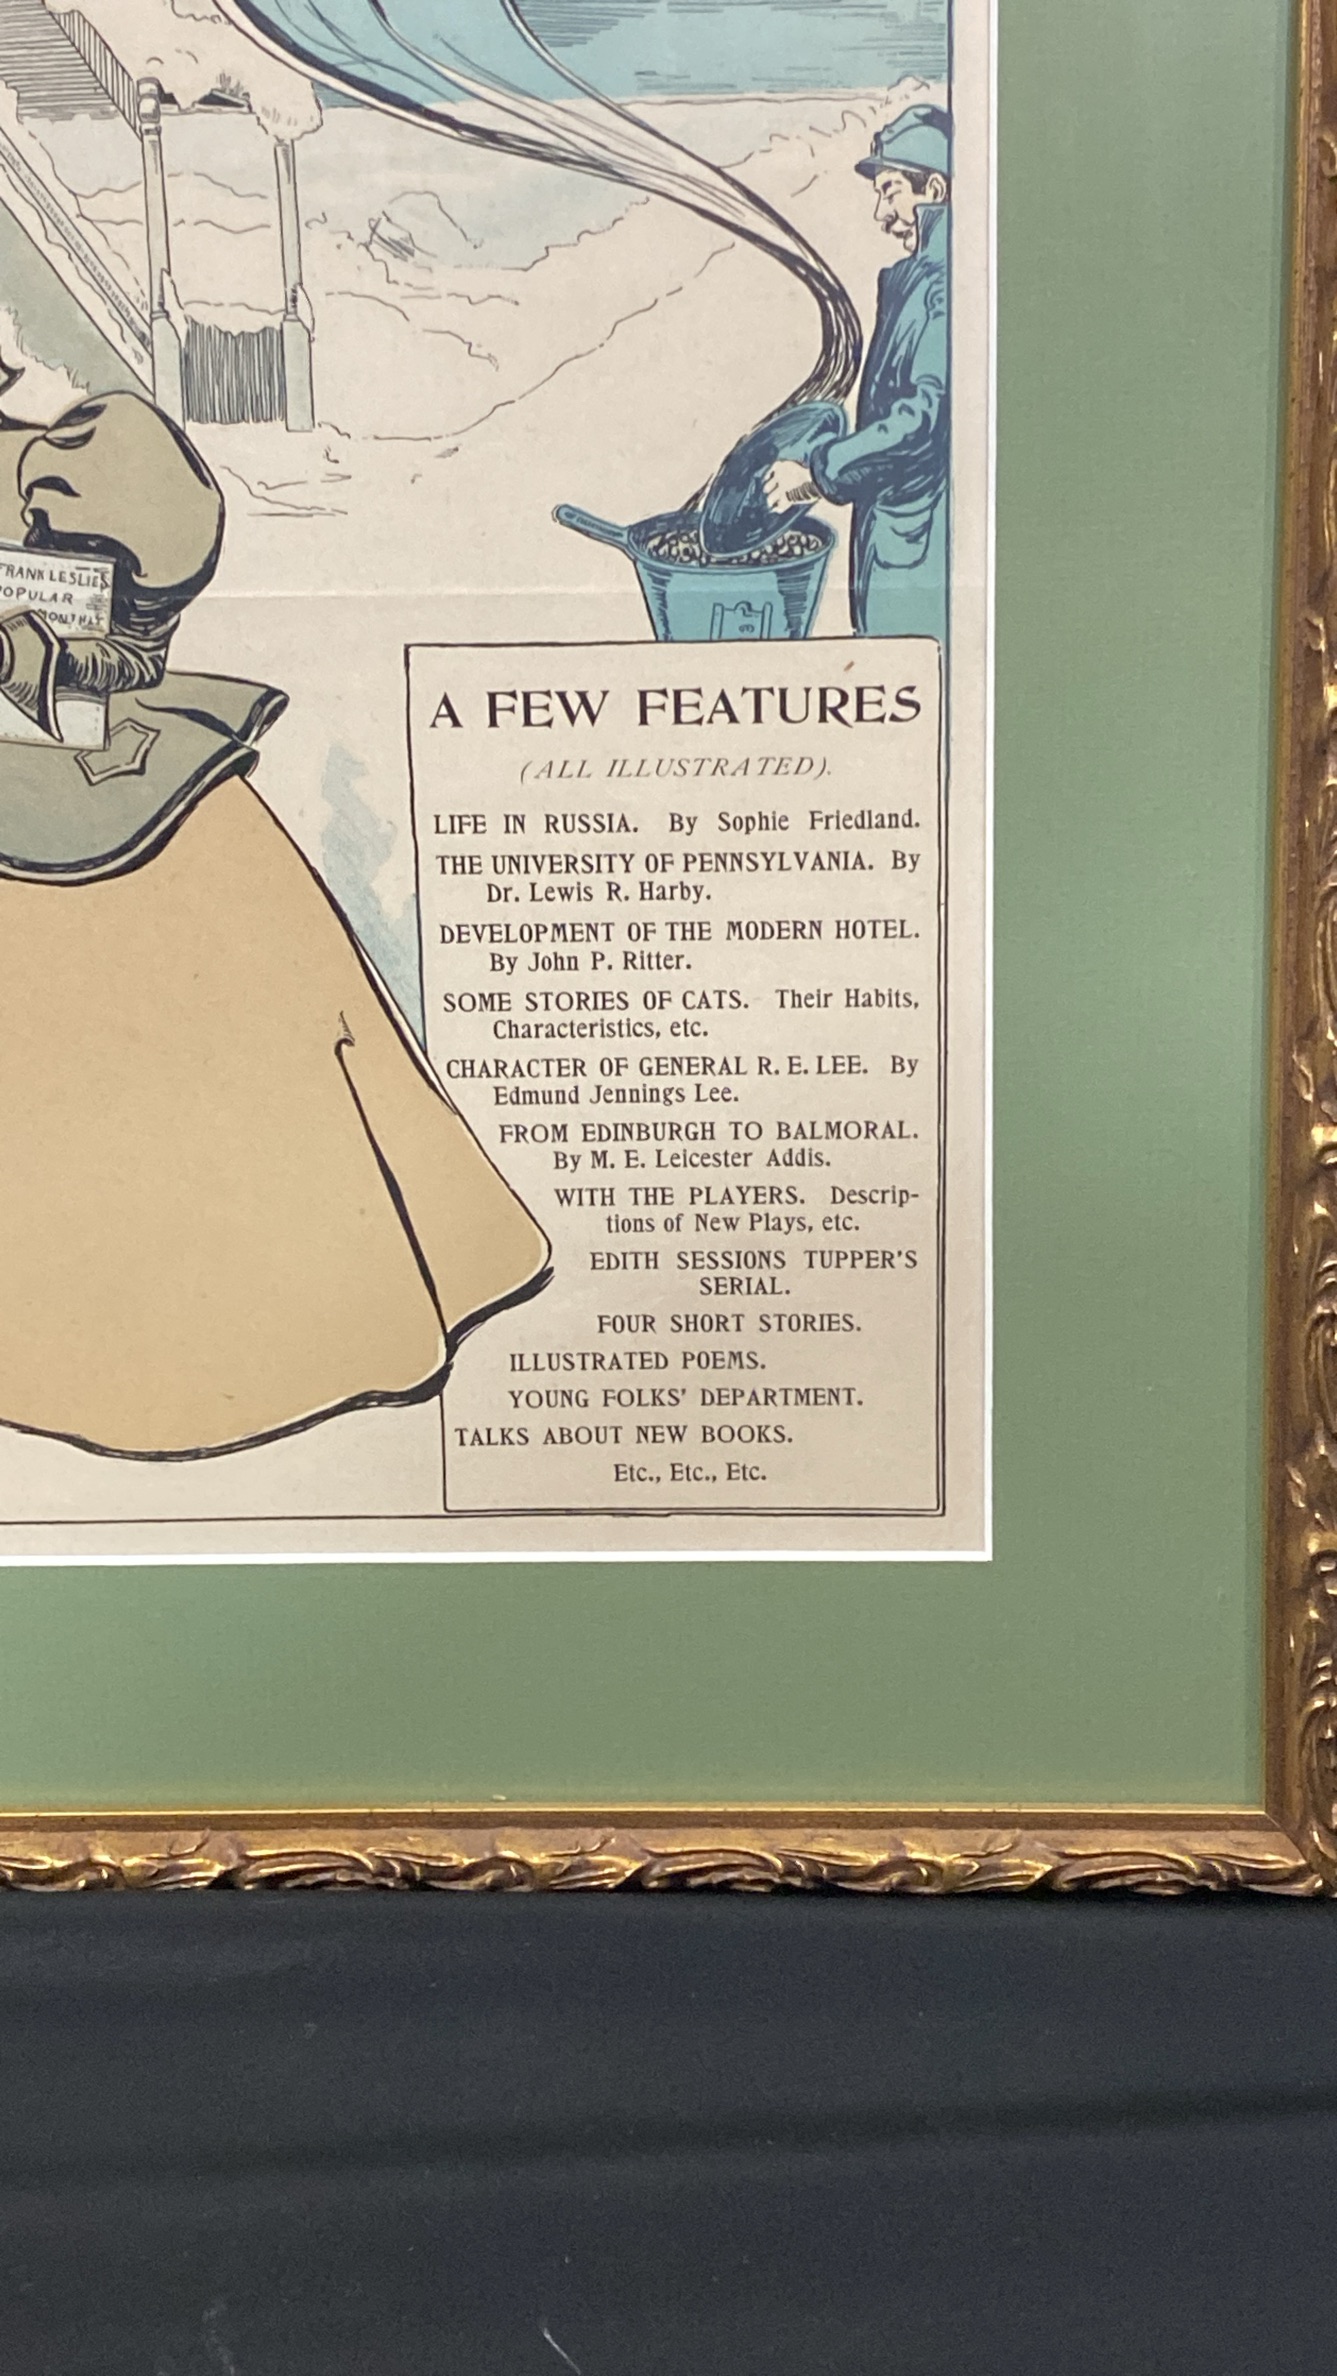 FRANK LESLIE'S
POPULAR
MONTHLY
A FEW FEATURES
(ALL ILLUSTRATED).
LIFE IN RUSSIA. By Sophie Friedland.
THE UNIVERSITY OF PENNSYLVANIA. By
Dr. Lewis R. Harby.
DEVELOPMENT OF THE MODERN HOTEL.
By John P. Ritter.
SOME STORIES OF CATS. Their Habits,
Characteristics, etc.
CHARACTER OF GENERAL R. E. LEE. By
Edmund Jennings Lee.
FROM EDINBURGH TO BALMORAL.
By M. E. Leicester Addis.
WITH THE PLAYERS. Descrip-
tions of New Plays, etc.
EDITH SESSIONS TUPPER'S
SERIAL.
FOUR SHORT STORIES.
ILLUSTRATED POEMS.
YOUNG FOLKS' DEPARTMENT.
TALKS ABOUT NEW BOOKS.
Etc., Etc., Etc.